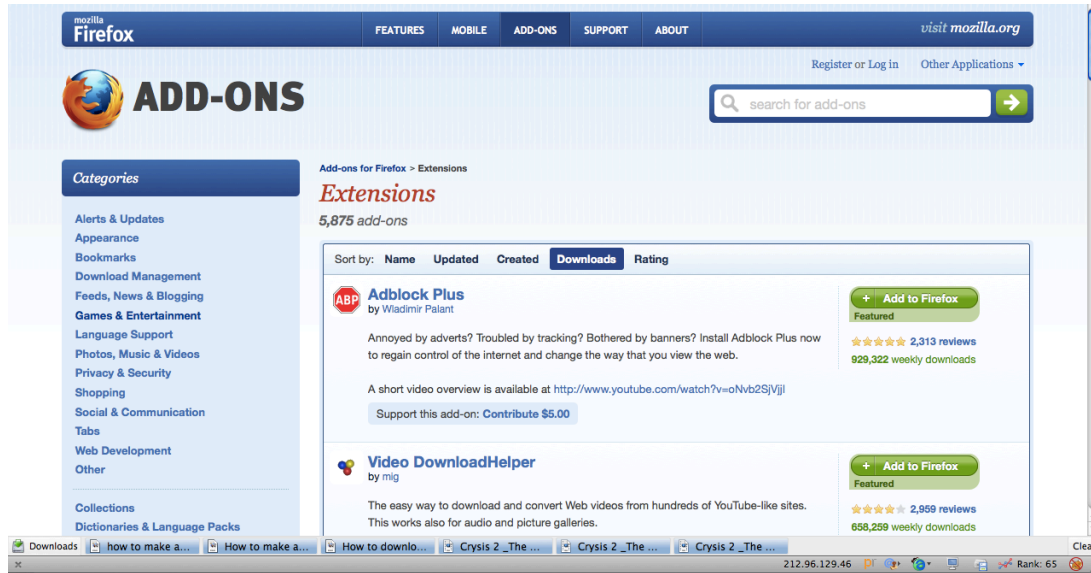 mozilla
Firefox
FEATURES MOBILE ADD-ONS SUPPORT ABOUT
visit mozilla.org
Register or Log in Other Applications
ADD-ONS
search for add-ons
Categories
Alerts & Updates
Appearance
Bookmarks
Download Management
Feeds, News & Blogging
Games & Entertainment
Language Support
Photos, Music & Videos
Privacy & Security
Shopping
Social & Communication
Tabs
Web Development
Other
Collections
Dictionaries & Language Packs
Add-ons for Firefox > Extensions
Extensions
5,875 add-ons
Sort by: Name Updated Created Downloads Rating
ABP
Adblock Plus
by Wladimir Palant
Annoyed by adverts? Troubled by tracking? Bothered by banners? Install Adblock Plus now
to regain control of the internet and change the way that you view the web.
A short video overview is available at http://www.youtube.com/watch?v=oNvb2SjVjjI
Support this add-on: Contribute $5.00
+ Add to Firefox
Featured
2,313 reviews
929,322 weekly downloads
Video DownloadHelper
by mig
The easy way to download and convert Web videos from hundreds of YouTube-like sites.
This works also for audio and picture galleries.
+ Add to Firefox
Featured
2,959 reviews
658,259 weekly downloads
Downloads how to make a... How to make a... How to downlo... Crysis 2 _The ... Crysis 2 _The ... Crysis 2 _The ... Clea
× 212.96.129.46 Rank: 65